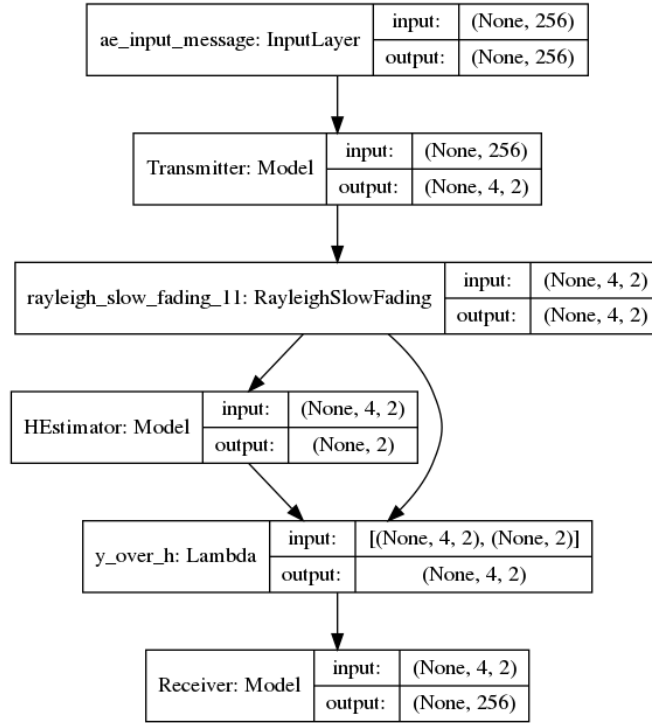 ae_input_message: InputLayer
input: (None, 256)
output: (None, 256)
Transmitter: Model
input: (None, 256)
output: (None, 4, 2)
rayleigh_slow_fading_11: RayleighSlowFading
input: (None, 4, 2)
output: (None, 4, 2)
HEstimator: Model
input: (None, 4, 2)
output: (None, 2)
y_over_h: Lambda
input: [(None, 4, 2), (None, 2)]
output: (None, 4, 2)
Receiver: Model
input: (None, 4, 2)
output: (None, 256)